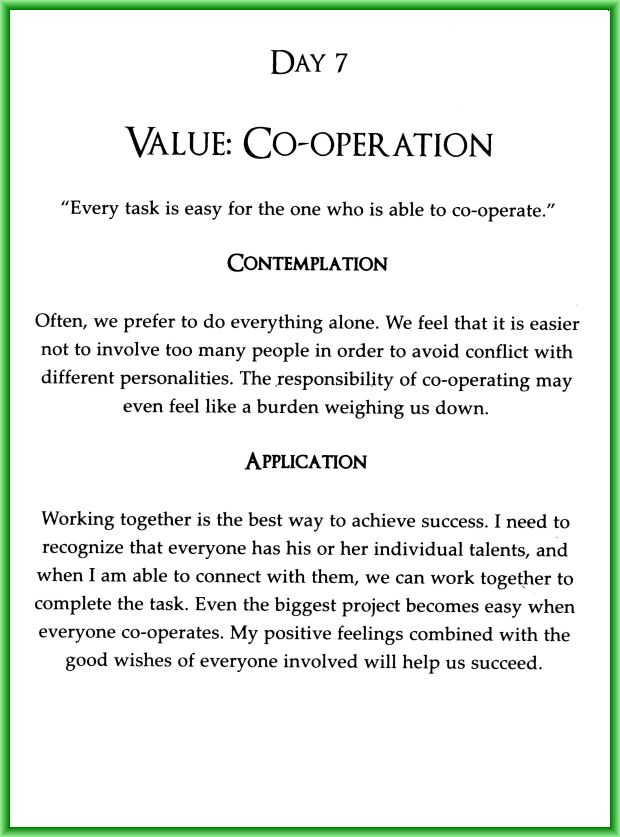 DAY 7
VALUE: CO-OPERATION
“Every task is easy for the one who is able to co-operate.”
CONTEMPLATION
Often, we prefer to do everything alone. We feel that it is easier
not to involve too many people in order to avoid conflict with
different personalities. The responsibility of co-operating may
even feel like a burden weighing us down.
APPLICATION
Working together is the best way to achieve success. I need to
recognize that everyone has his or her individual talents, and
when I am able to connect with them, we can work together to
complete the task. Even the biggest project becomes easy when
everyone co-operates. My positive feelings combined with the
good wishes of everyone involved will help us succeed.